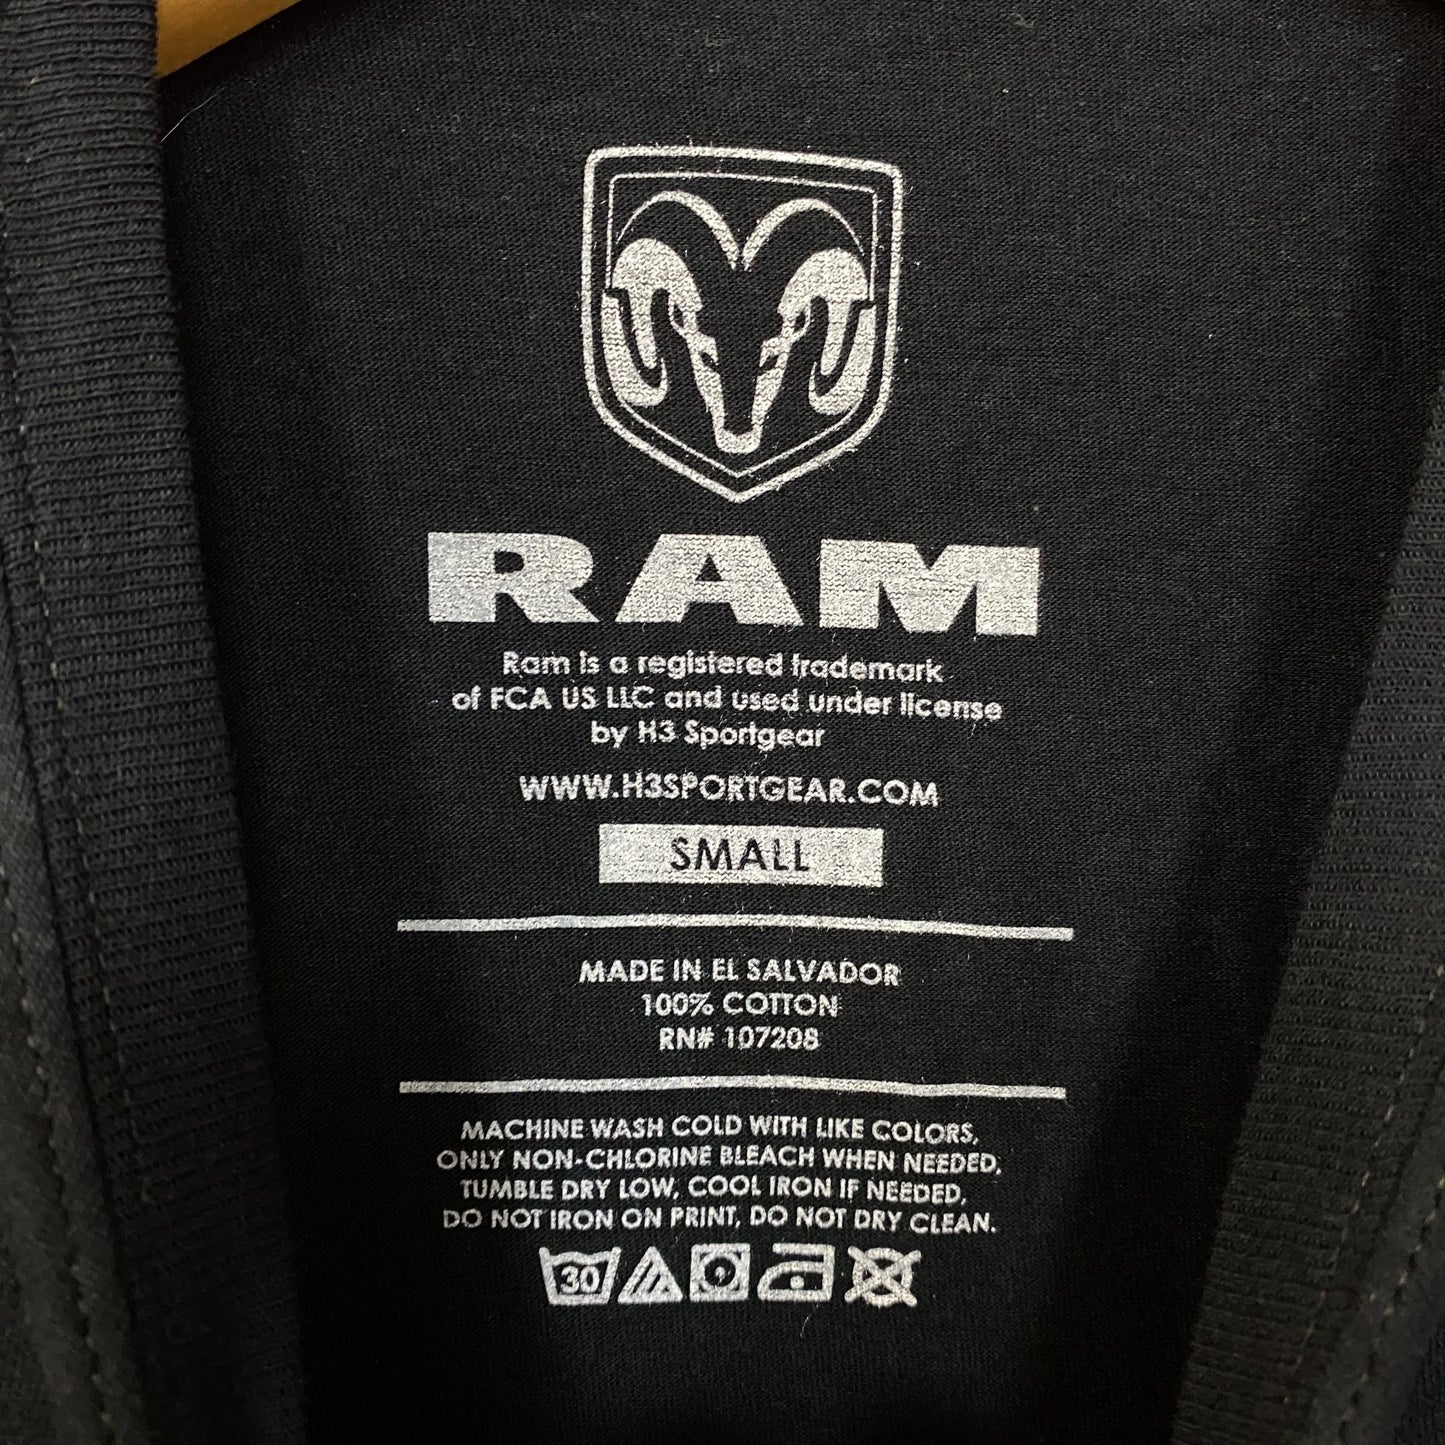 RAM
Ram is a registered trademark
of FCA US LLC and used under license
by H3 Sportgear
WWW.H3SPORTGEAR.COM
SMALL
MADE IN EL SALVADOR
100% COTTON
RN# 107208
MACHINE WASH COLD WITH LIKE COLORS,
ONLY NON-CHLORINE BLEACH WHEN NEEDED,
TUMBLE DRY LOW, COOL IRON IF NEEDED,
DO NOT IRON ON PRINT, DO NOT DRY CLEAN.
30